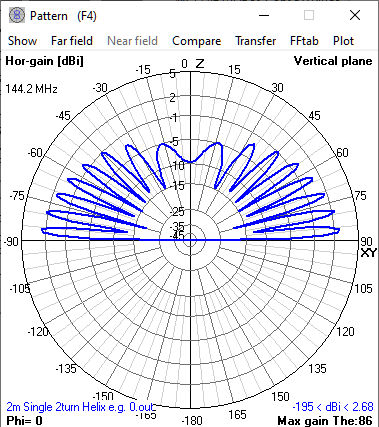 Pattern (F4)
Show Far field Near field Compare Transfer FFtab Plot
Hor-gain [dBi] Vertical plane
144.2 MHz
5 0 Z
-15 15
-30 30
-45 45
-60 60
-75 75
-90 90
XY
2
-1
-5
-10
-15
-25
-35
-45
-105 105
-120 120
-135 135
-150 150
-165 165
-180
2m Single 2turn Helix e.g. 0.out -195 < dBi < 2.68
Phi= 0 Max gain The:86